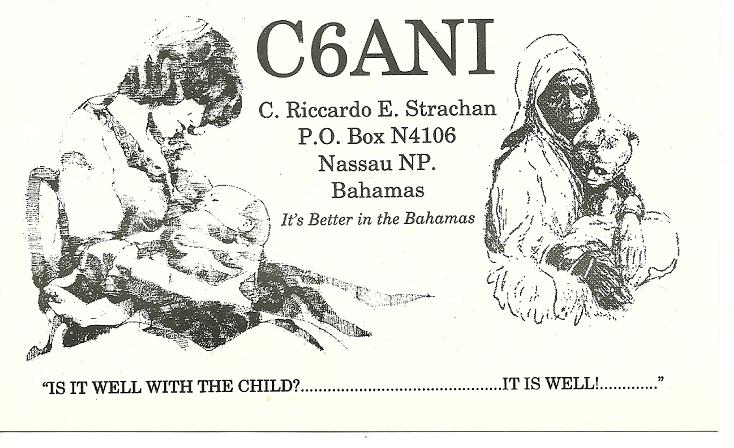 C6ANI
C. Riccardo E. Strachan
P.O. Box N4106
Nassau NP.
Bahamas
It's Better in the Bahamas
“IS IT WELL WITH THE CHILD?.............................................IT IS WELL!.............”